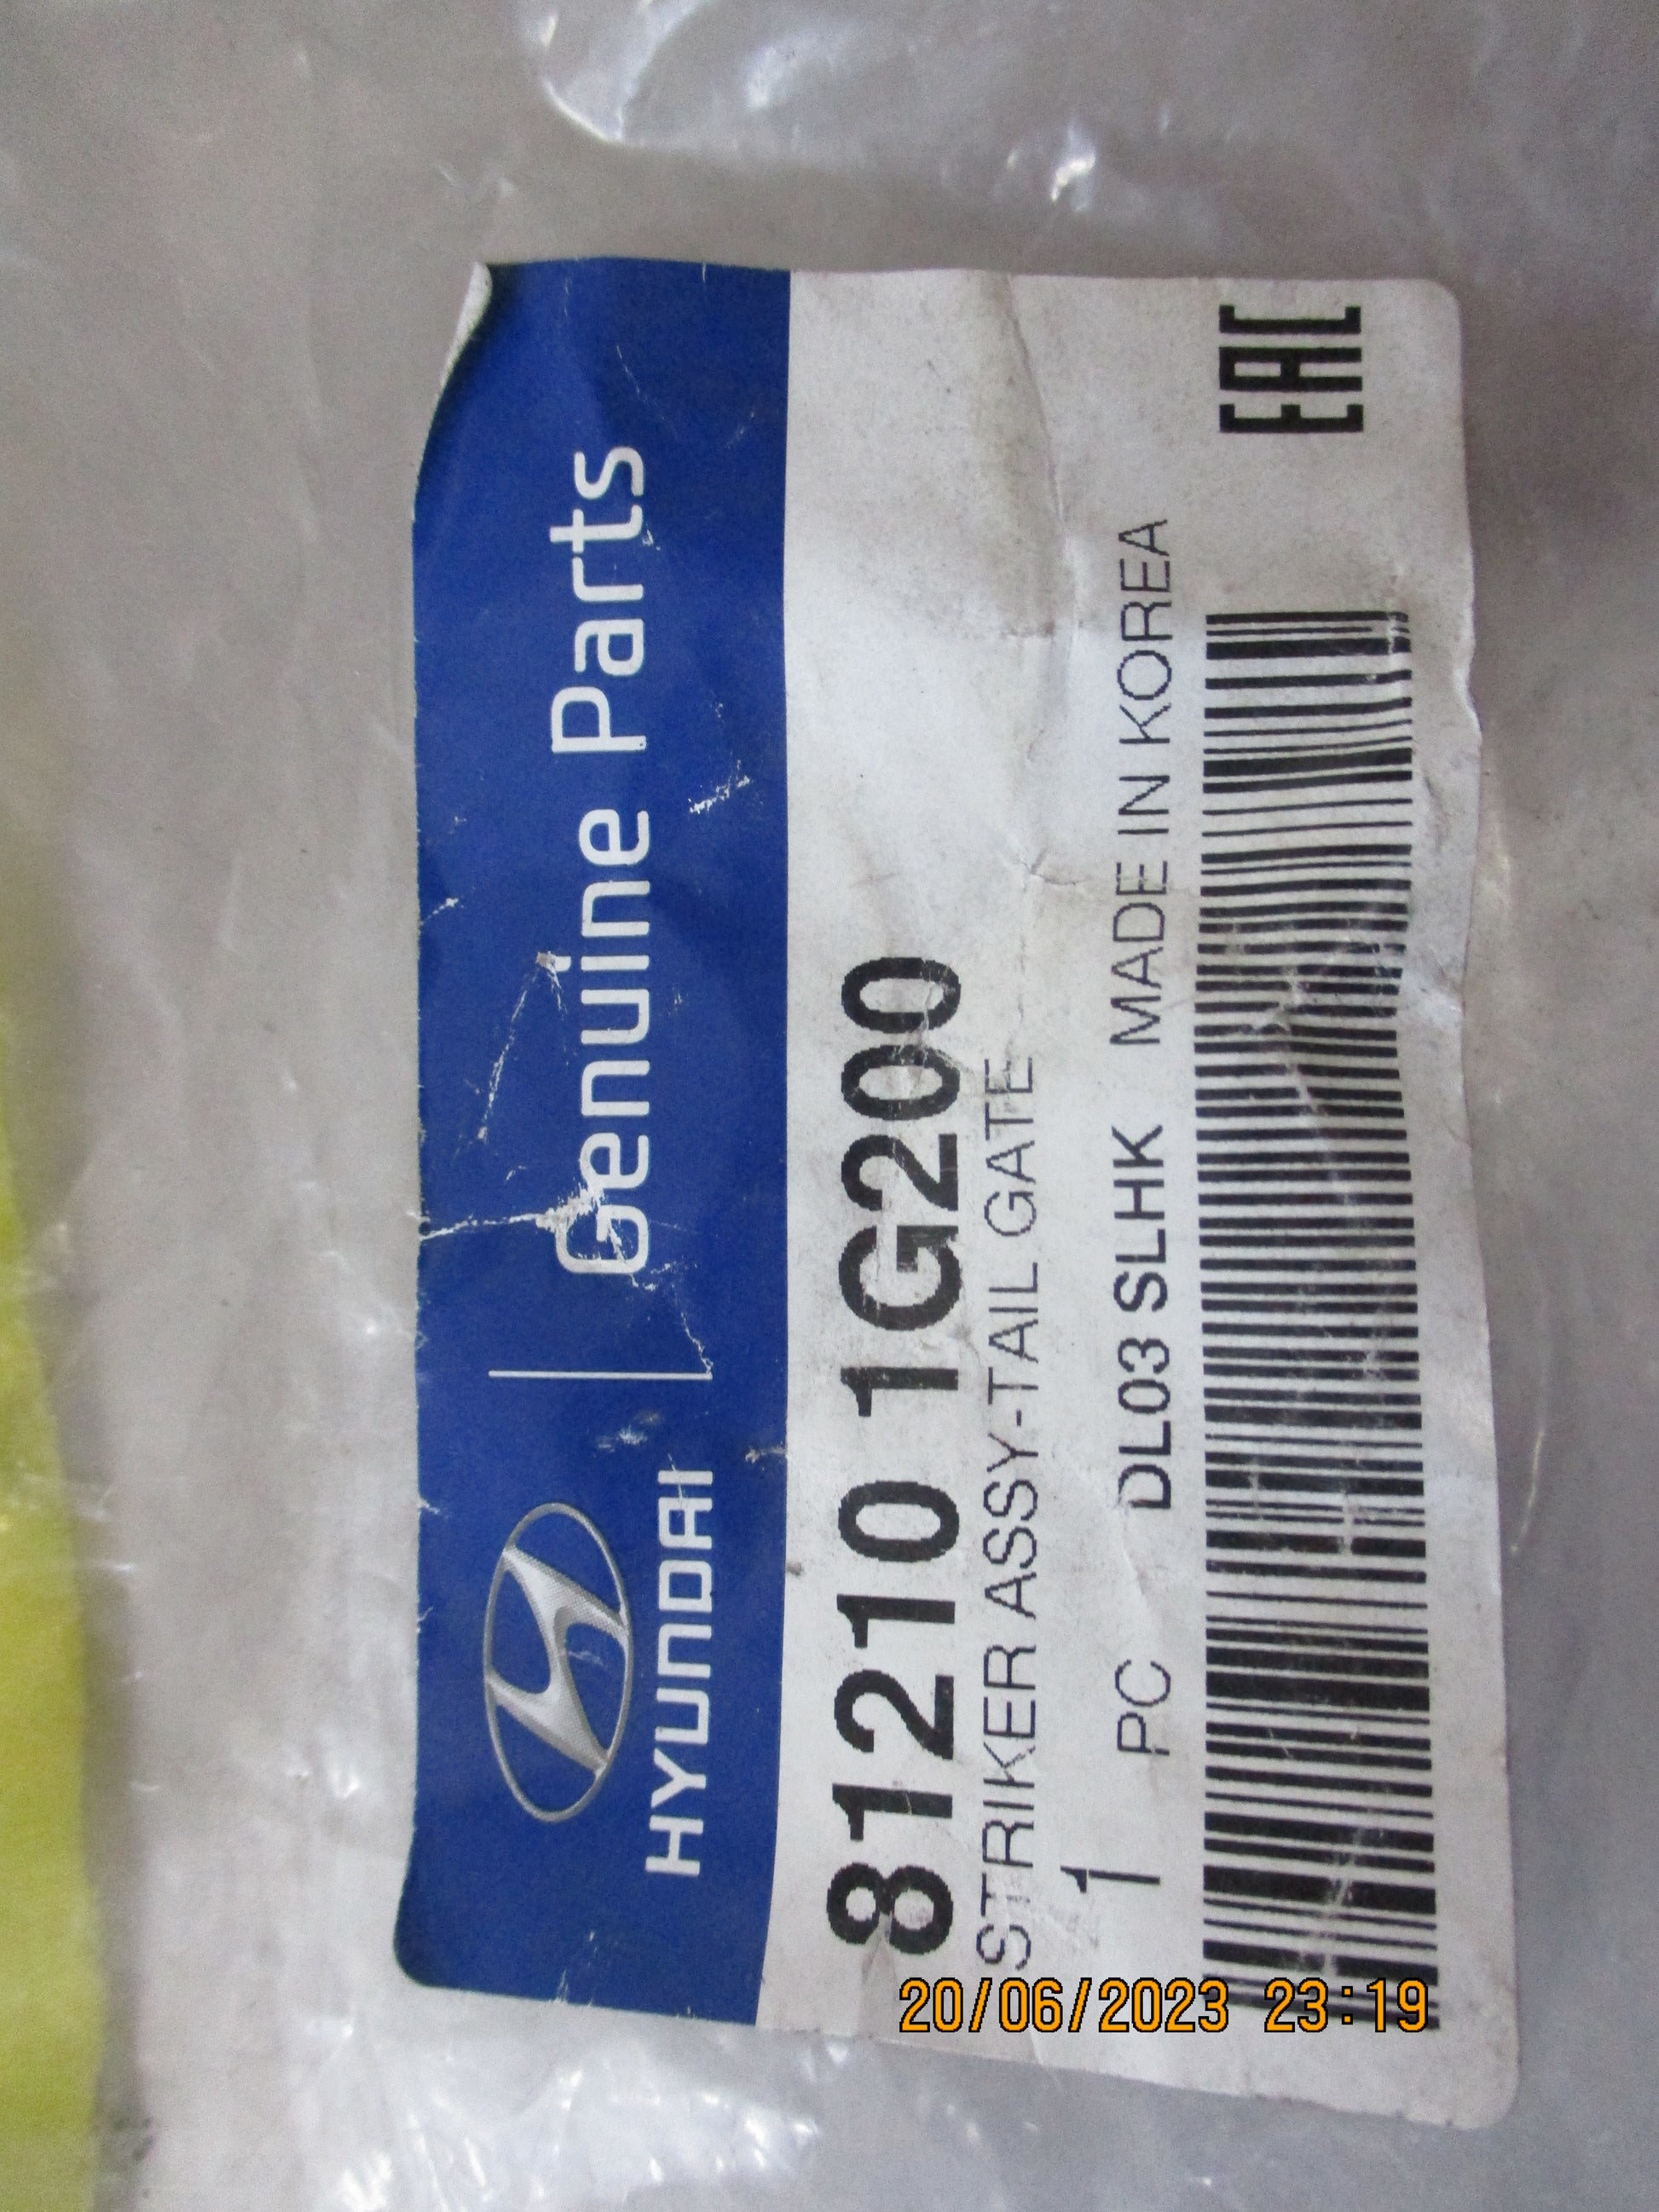 HYUNDAI
Genuine Parts
81210 1G200
STRIKER ASSY-TAIL GATE
1 PC DL03 SLHK MADE IN KOREA
EAC
20/06/2023 23:19